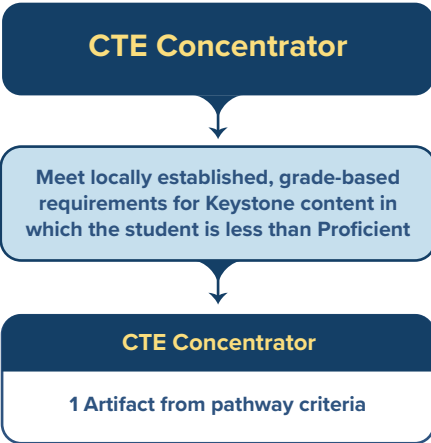 CTE Concentrator
Meet locally established, grade-based
requirements for Keystone content in
which the student is less than Proficient
CTE Concentrator
1 Artifact from pathway criteria